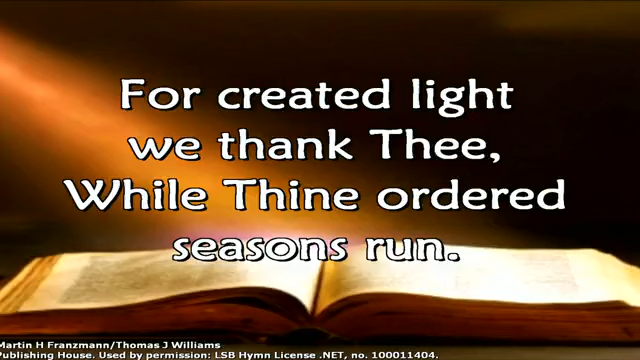 For created light
we thank Thee,
While Thine ordered
seasons run.
Martin H Franzmann/Thomas J Williams
Publishing House. Used by permission: LSB Hymn License .NET, no. 100011404.